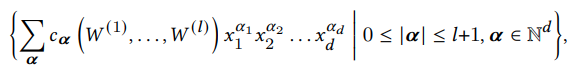 {∑_𝜶 c_𝜶 (W^(1), . . . , W^(l)) x_1^{α_1} x_2^{α_2} . . . x_d^{α_d} | 0 ≤ |𝜶| ≤ l+1, 𝜶 ∈ ℕ^d},